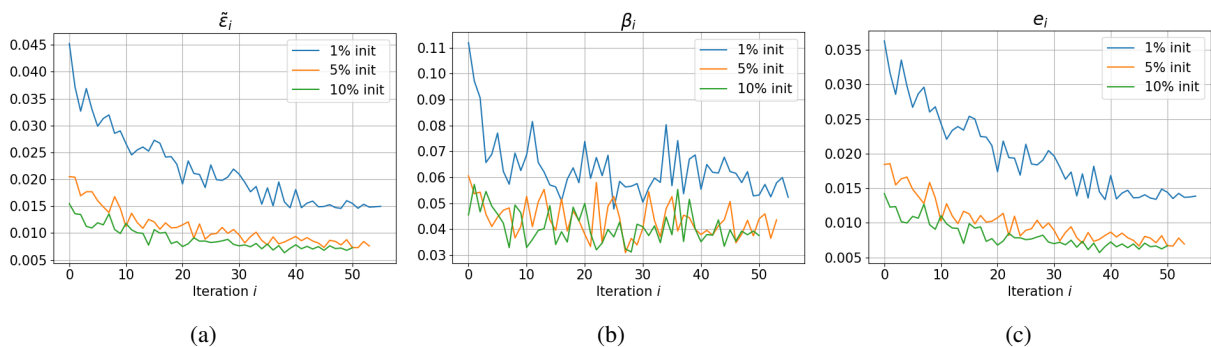 ε̃ᵢ
0.045
0.040
0.035
0.030
0.025
0.020
0.015
0.010
0.005
1% init
5% init
10% init
0 10 20 30 40 50
Iteration i
(a)
βᵢ
0.11
0.10
0.09
0.08
0.07
0.06
0.05
0.04
0.03
1% init
5% init
10% init
0 10 20 30 40 50
Iteration i
(b)
eᵢ
0.035
0.030
0.025
0.020
0.015
0.010
0.005
1% init
5% init
10% init
0 10 20 30 40 50
Iteration i
(c)